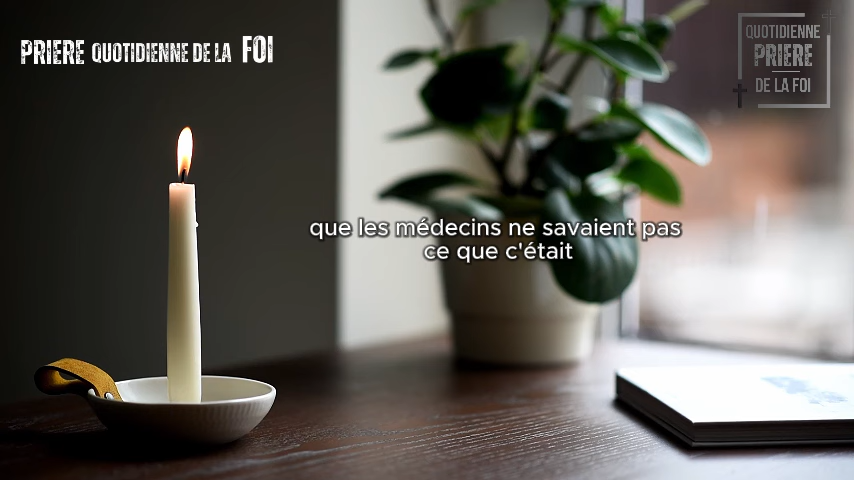 PRIERE QUOTIDIENNE DE LA FOI
QUOTIDIENNE
PRIERE
DE LA FOI
que les médecins ne savaient pas
ce que c'était